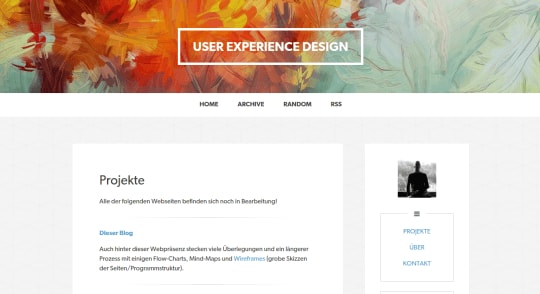 USER EXPERIENCE DESIGN
HOME ARCHIVE RANDOM RSS
Projekte
Alle der folgenden Webseiten befinden sich noch in Bearbeitung!
Dieser Blog
Auch hinter dieser Webpräsenz stecken viele Überlegungen und ein längerer
Prozess mit einigen Flow-Charts, Mind-Maps und Wireframes (grobe Skizzen
der Seiten/Programmstruktur).
PROJEKTE
ÜBER
KONTAKT